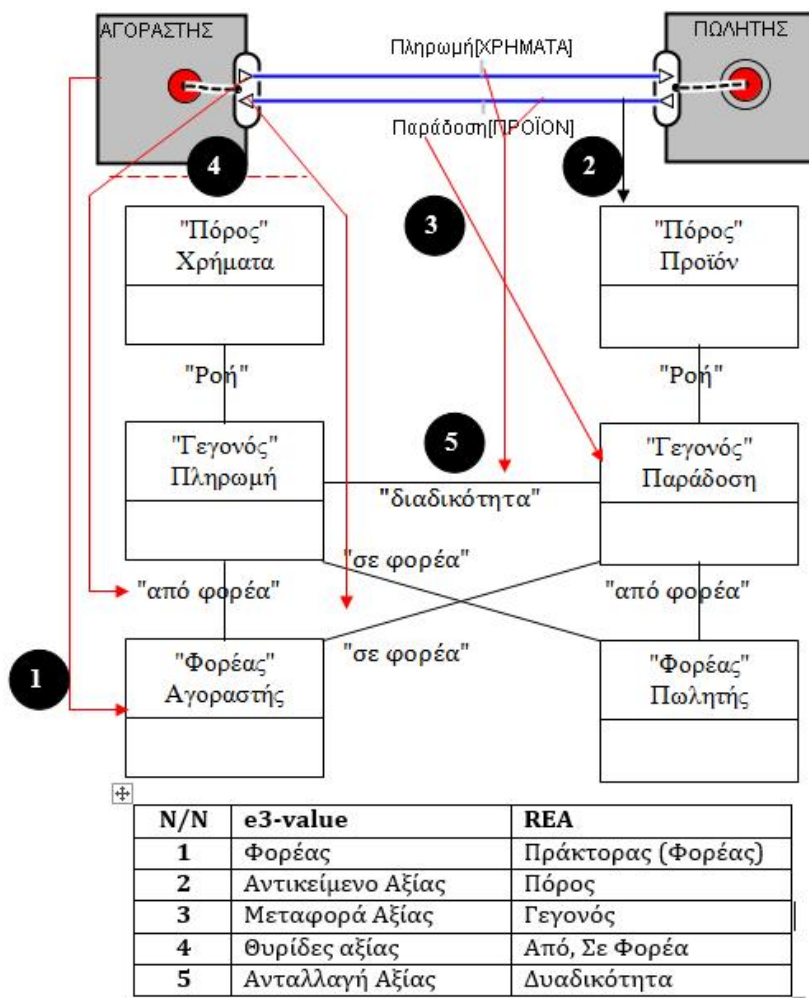 ΑΓΟΡΑΣΤΗΣ
ΠΩΛΗΤΗΣ
Πληρωμή[ΧΡΗΜΑΤΑ]
Παράδοση[ΠΡΟΪΟΝ]
4
2
3
"Πόρος"
Χρήματα
"Πόρος"
Προϊόν
"Ροή"
"Ροή"
"Γεγονός"
Πληρωμή
5
"Γεγονός"
Παράδοση
"διαδικότητα"
"σε φορέα"
"από φορέα"
"από φορέα"
"σε φορέα"
1
"Φορέας"
Αγοραστής
"Φορέας"
Πωλητής
N/N e3-value REA
1 Φορέας Πράκτορας (Φορέας)
2 Αντικείμενο Αξίας Πόρος
3 Μεταφορά Αξίας Γεγονός
4 Θυρίδες αξίας Από, Σε Φορέα
5 Ανταλλαγή Αξίας Δυαδικότητα